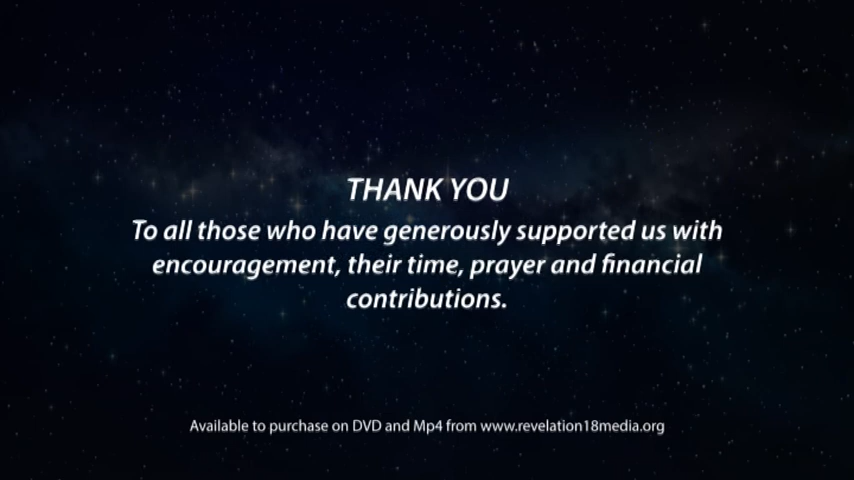 THANK YOU
To all those who have generously supported us with
encouragement, their time, prayer and financial
contributions.
Available to purchase on DVD and Mp4 from www.revelation18media.org